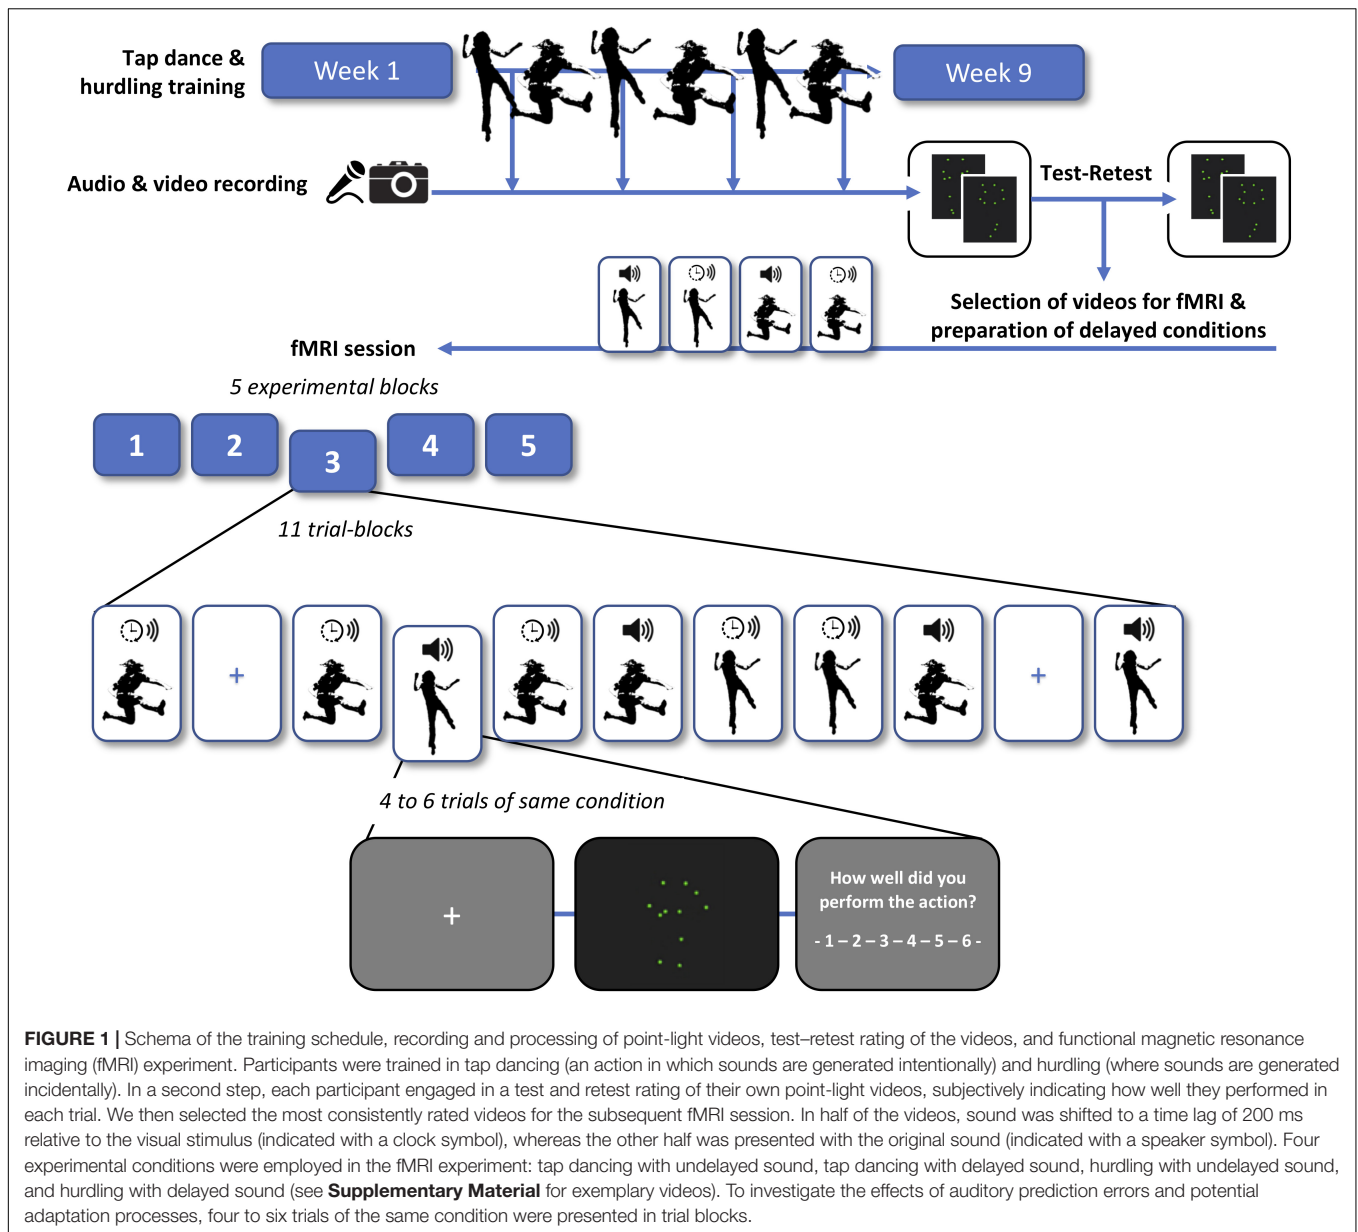 Tap dance &
hurdling training
Week 1
Week 9
Audio & video recording
Test-Retest
Selection of videos for fMRI &
preparation of delayed conditions
fMRI session
5 experimental blocks
1 2 3 4 5
11 trial-blocks
+ +
4 to 6 trials of same condition
+
How well did you
perform the action?
- 1 – 2 – 3 – 4 – 5 – 6 -
FIGURE 1 | Schema of the training schedule, recording and processing of point-light videos, test–retest rating of the videos, and functional magnetic resonance
imaging (fMRI) experiment. Participants were trained in tap dancing (an action in which sounds are generated intentionally) and hurdling (where sounds are generated
incidentally). In a second step, each participant engaged in a test and retest rating of their own point-light videos, subjectively indicating how well they performed in
each trial. We then selected the most consistently rated videos for the subsequent fMRI session. In half of the videos, sound was shifted to a time lag of 200 ms
relative to the visual stimulus (indicated with a clock symbol), whereas the other half was presented with the original sound (indicated with a speaker symbol). Four
experimental conditions were employed in the fMRI experiment: tap dancing with undelayed sound, tap dancing with delayed sound, hurdling with undelayed sound,
and hurdling with delayed sound (see Supplementary Material for exemplary videos). To investigate the effects of auditory prediction errors and potential
adaptation processes, four to six trials of the same condition were presented in trial blocks.